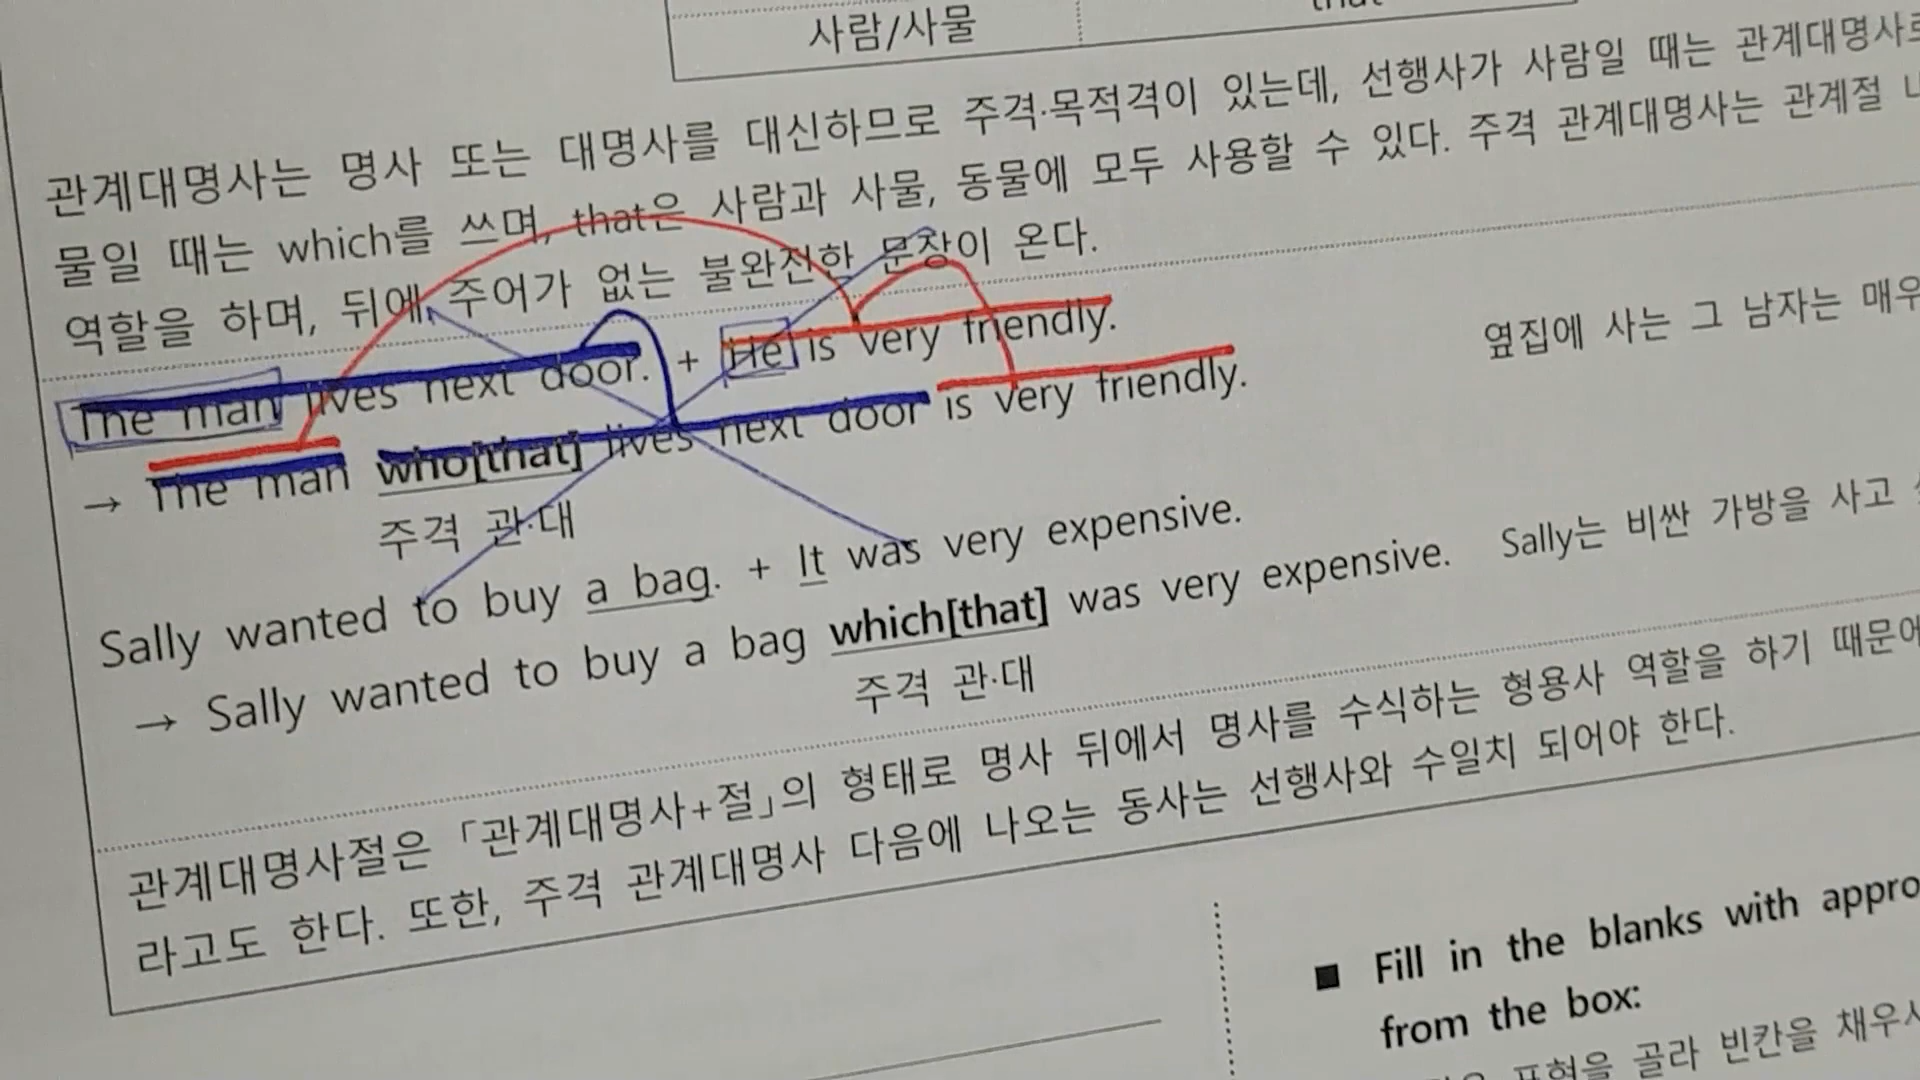 사람/사물
관계대명사는 명사 또는 대명사를 대신하므로 주격·목적격이 있는데, 선행사가 사람일 때는 관계대명사로
물일 때는 which를 쓰며, that은 사람과 사물, 동물에 모두 사용할 수 있다. 주격 관계대명사는 관계절
역할을 하며, 뒤에 주어가 없는 불완전한 문장이 온다.
The man lives next door. + He is very friendly.
옆집에 사는 그 남자는 매우
→ The man who[that] lives next door is very friendly.
주격 관·대
Sally wanted to buy a bag. + It was very expensive.
→ Sally wanted to buy a bag which[that] was very expensive. Sally는 비싼 가방을 사고
주격 관·대
관계대명사절은 「관계대명사+절」의 형태로 명사 뒤에서 명사를 수식하는 형용사 역할을 하기 때문에
라고도 한다. 또한, 주격 관계대명사 다음에 나오는 동사는 선행사와 수일치 되어야 한다.
■ Fill in the blanks with
from the box:
표현을 골라 빈칸을